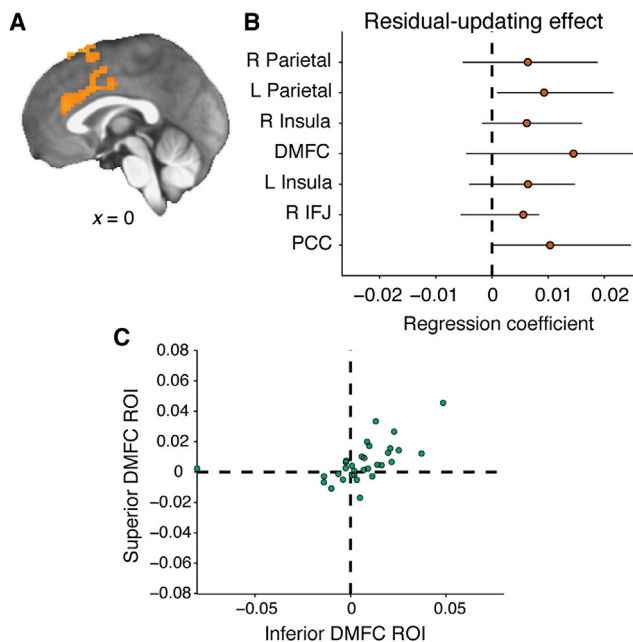 A
x = 0
B
Residual-updating effect
R Parietal
L Parietal
R Insula
DMFC
L Insula
R IFJ
PCC
−0.02 −0.01 0 0.01 0.02
Regression coefficient
C
0.08
0.06
0.04
0.02
0
−0.02
−0.04
−0.06
−0.08
Superior DMFC ROI
−0.05 0 0.05
Inferior DMFC ROI